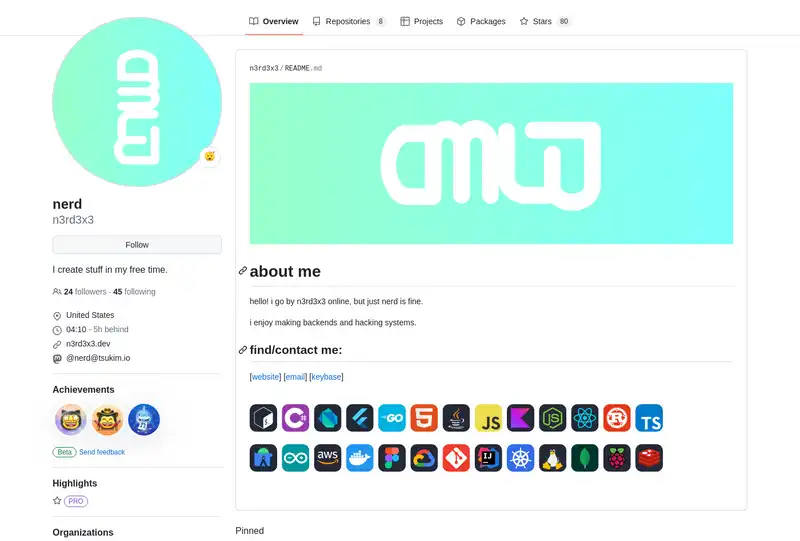 Overview
Repositories 8
Projects
Packages
Stars 80
nerd
n3rd3x3
Follow
I create stuff in my free time.
24 followers · 45 following
United States
04:10 - 5h behind
n3rd3x3.dev
@nerd@tsukim.io
Achievements
Beta Send feedback
Highlights
PRO
Organizations
n3rd3x3/README.md
about me
hello! i go by n3rd3x3 online, but just nerd is fine.
i enjoy making backends and hacking systems.
find/contact me:
[website] [email] [keybase]
C# GO 5 JS TS
aws IJ
Pinned